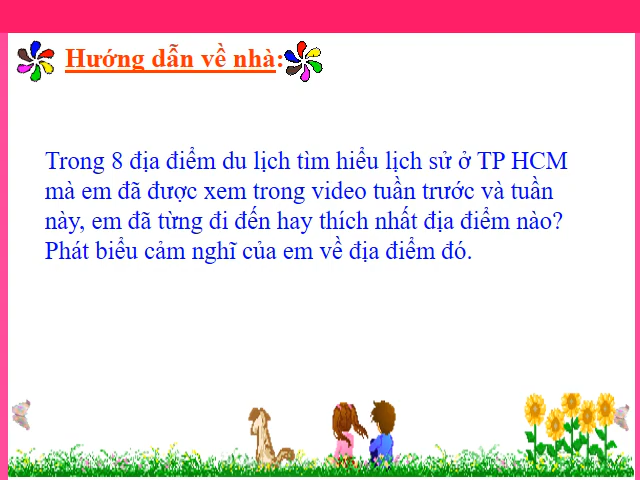 Hướng dẫn về nhà:
Trong 8 địa điểm du lịch tìm hiểu lịch sử ở TP HCM
mà em đã được xem trong video tuần trước và tuần
này, em đã từng đi đến hay thích nhất địa điểm nào?
Phát biểu cảm nghĩ của em về địa điểm đó.